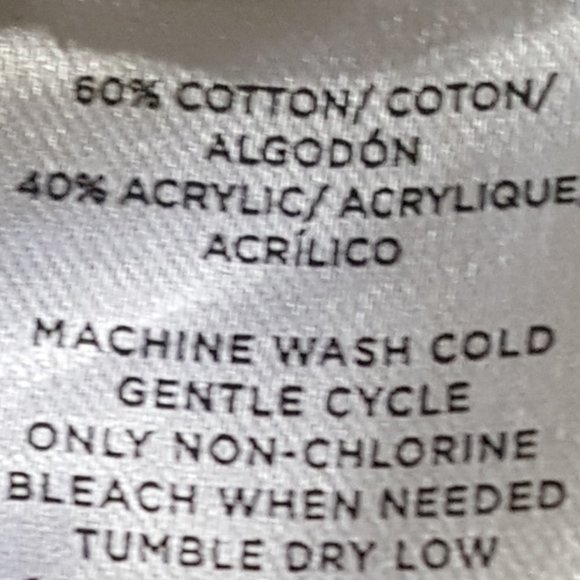 60% COTTON/ COTON/
ALGODÓN
40% ACRYLIC/ ACRYLIQUE
ACRÍLICO
MACHINE WASH COLD
GENTLE CYCLE
ONLY NON-CHLORINE
BLEACH WHEN NEEDED
TUMBLE DRY LOW